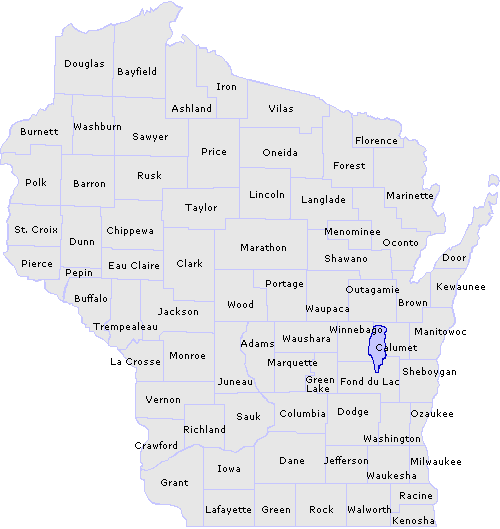 Douglas
Bayfield
Iron
Ashland
Vilas
Burnett
Washburn
Sawyer
Florence
Price
Oneida
Forest
Polk
Barron
Rusk
Lincoln
Langlade
Marinette
Taylor
St. Croix
Dunn
Chippewa
Menominee
Oconto
Marathon
Shawano
Door
Pierce
Pepin
Eau Claire
Clark
Portage
Outagamie
Kewaunee
Buffalo
Wood
Waupaca
Brown
Jackson
Trempealeau
Winnebago
Manitowoc
Adams
Waushara
Calumet
La Crosse
Monroe
Marquette
Sheboygan
Juneau
Green
Lake
Fond du Lac
Vernon
Columbia
Dodge
Ozaukee
Sauk
Richland
Washington
Crawford
Dane
Jefferson
Milwaukee
Iowa
Waukesha
Grant
Racine
Lafayette
Green
Rock
Walworth
Kenosha